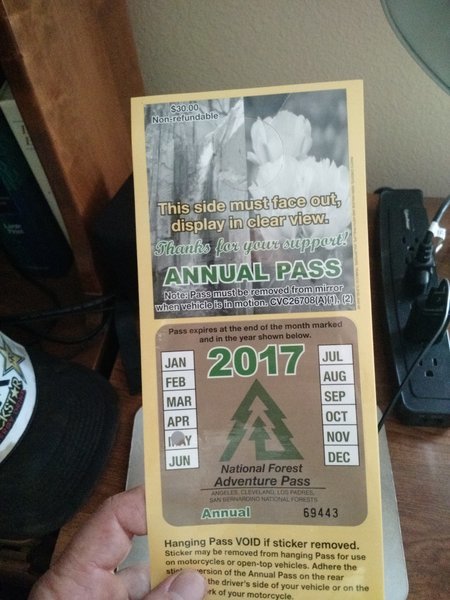 $30.00
Non-refundable
This side must face out,
display in clear view.
Thanks for your support!
ANNUAL PASS
Note: Pass must be removed from mirror
when vehicle is in motion. CVC26708(A)(1), (2)
Pass expires at the end of the month marked
and in the year shown below.
2017
JAN
FEB
MAR
APR
MAY
JUN
JUL
AUG
SEP
OCT
NOV
DEC
National Forest
Adventure Pass
ANGELES, CLEVELAND, LOS PADRES,
SAN BERNARDINO NATIONAL FORESTS
Annual 69443
Hanging Pass VOID if sticker removed.
Sticker may be removed from hanging Pass for use
on motorcycles or open-top vehicles. Adhere the
version of the Annual Pass on the rear
the driver's side of your vehicle or on the
of your motorcycle.